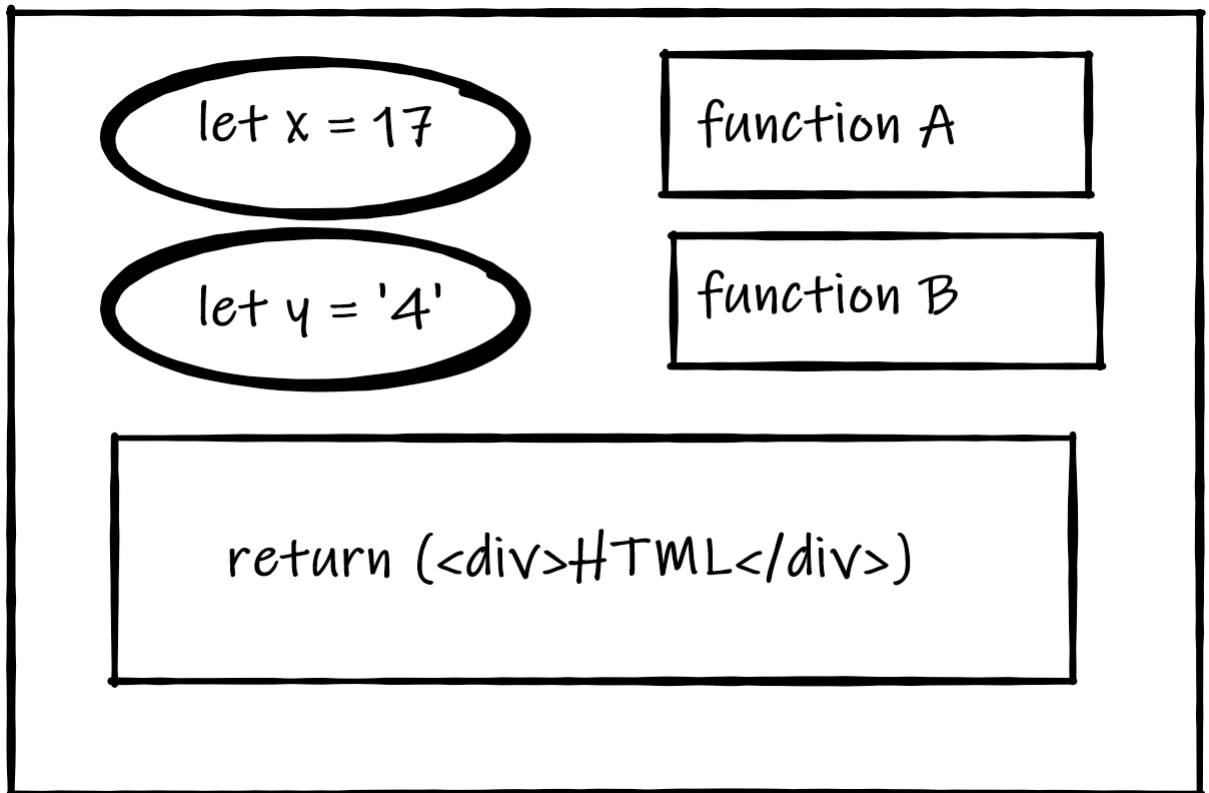 let x = 17
function A
let y = '4'
function B
return (<div>HTML</div>)